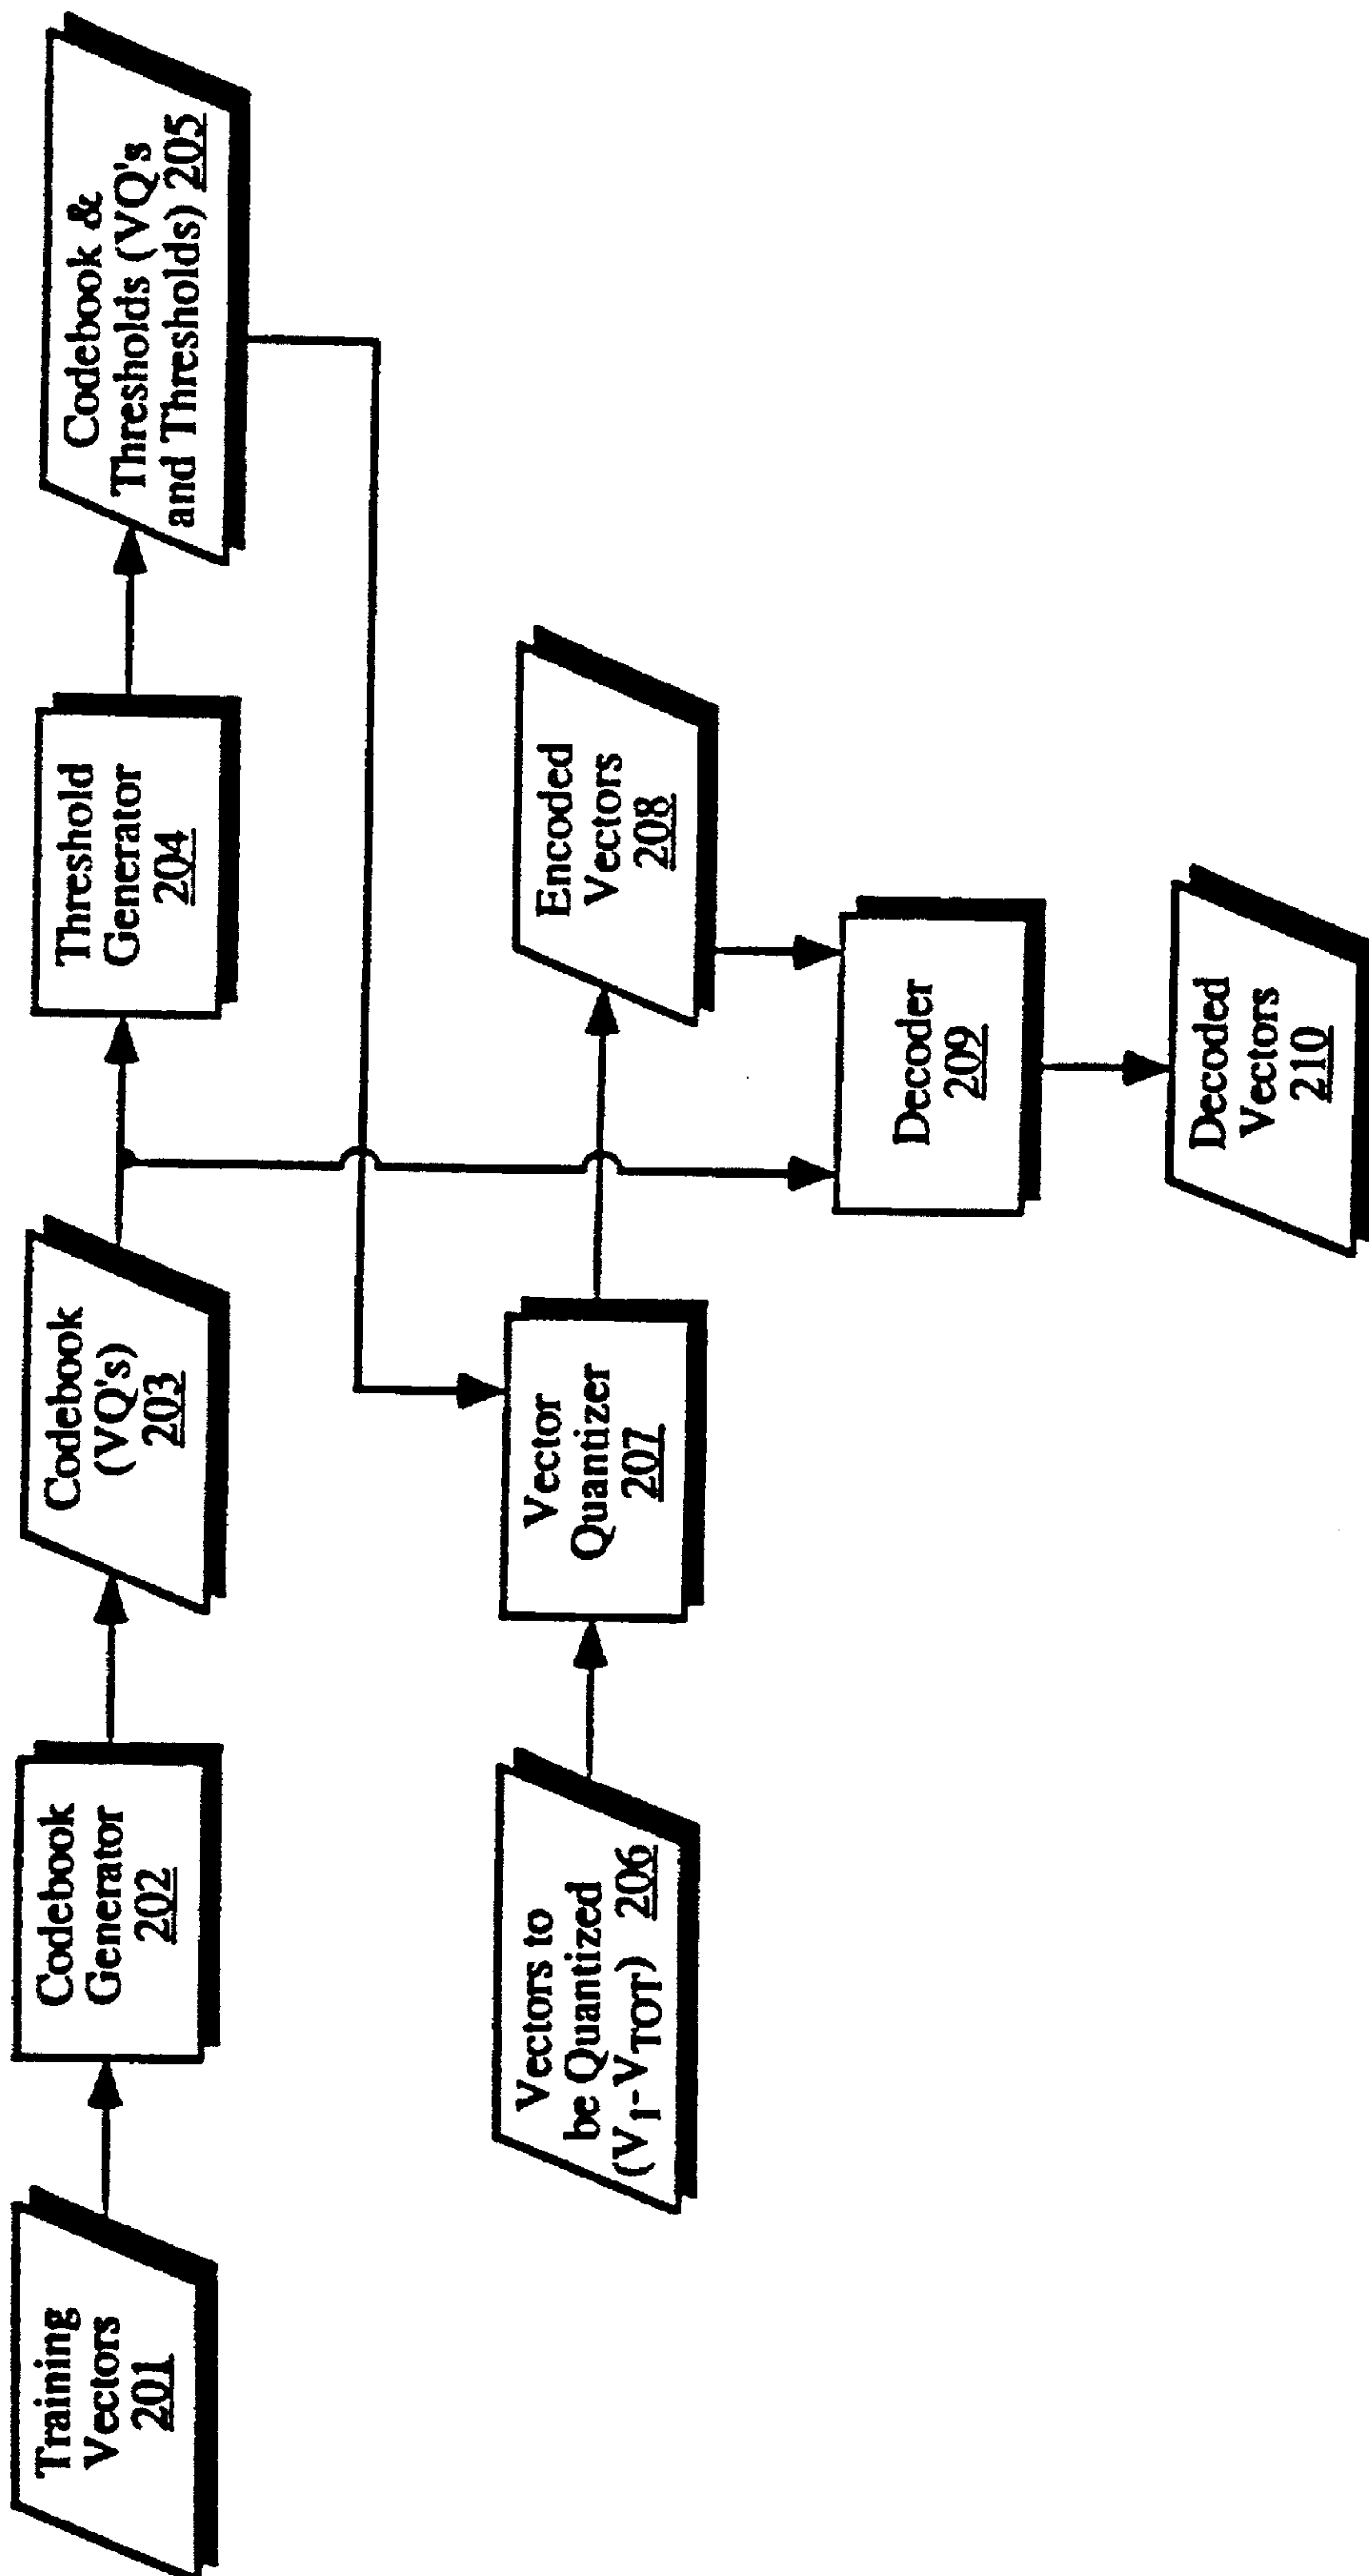 Training
Vectors
201
Codebook
Generator
202
Codebook
(VQ's)
203
Threshold
Generator
204
Codebook &
Thresholds (VQ's
and Thresholds) 205
Vectors to
be Quantized
(V1-VTOT) 206
Vector
Quantizer
207
Encoded
Vectors
208
Decoder
209
Decoded
Vectors
210